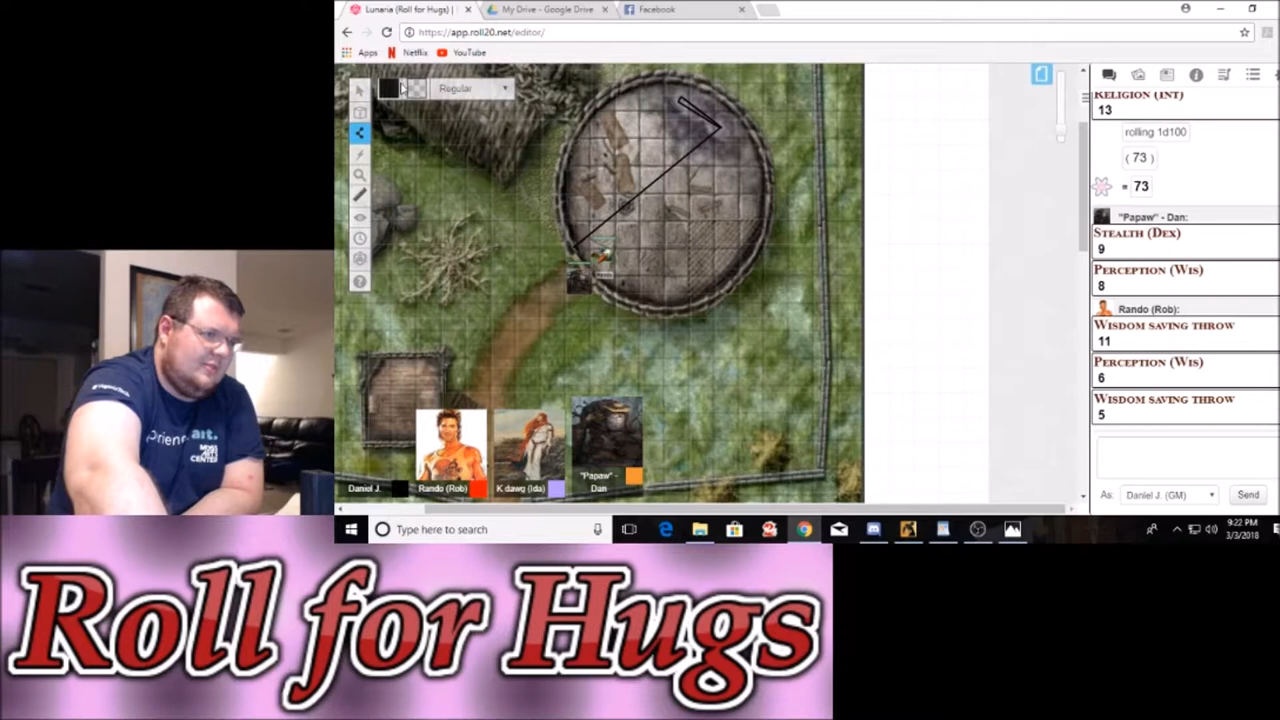 Lunaria (Roll for Hugs) |
My Drive - Google Drive
Facebook
https://app.roll20.net/editor/
Apps
Netflix
YouTube
Regular
RELIGION (INT)
13
rolling 1d100
( 73 )
= 73
"Papaw" - Dan:
STEALTH (DEX)
9
PERCEPTION (WIS)
8
Rando (Rob):
WISDOM SAVING THROW
11
PERCEPTION (WIS)
6
WISDOM SAVING THROW
5
As: Daniel J. (GM)
Send
Daniel J.
Rando (Rob)
K dawg (Ida)
"Papaw" -
Dan
Type here to search
9:22 PM
3/3/2018
MOSS
ARTS
CENTER
Roll for Hugs